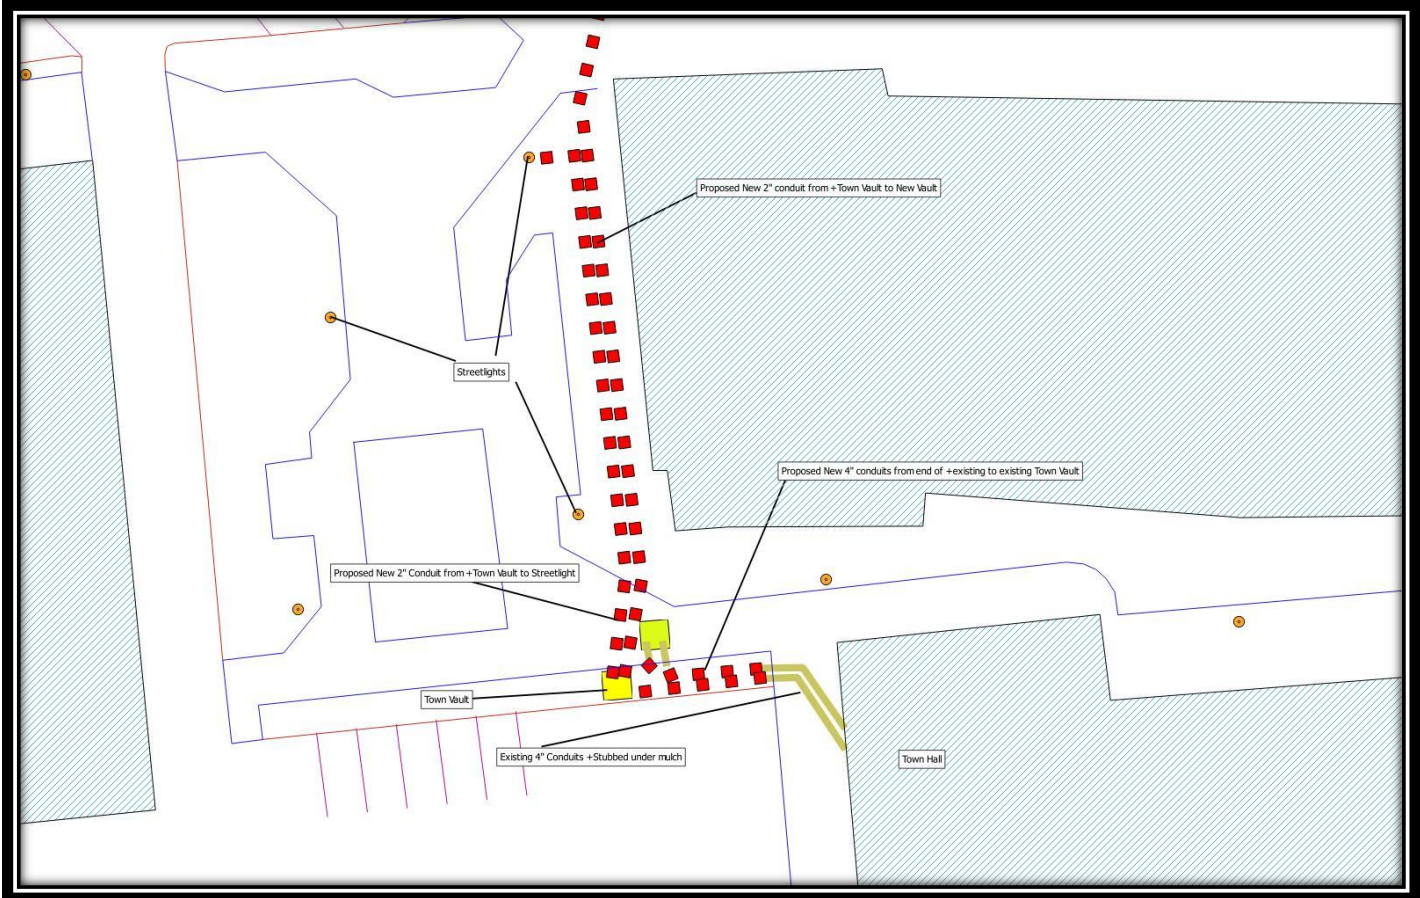 Proposed New 2" conduit from +Town Vault to New Vault
Streetlights
Proposed New 4" conduits from end of +existing to existing Town Vault
Proposed New 2" Conduit from +Town Vault to Streetlight
Town Vault
Existing 4" Conduits +Stubbed under mulch
Town Hall